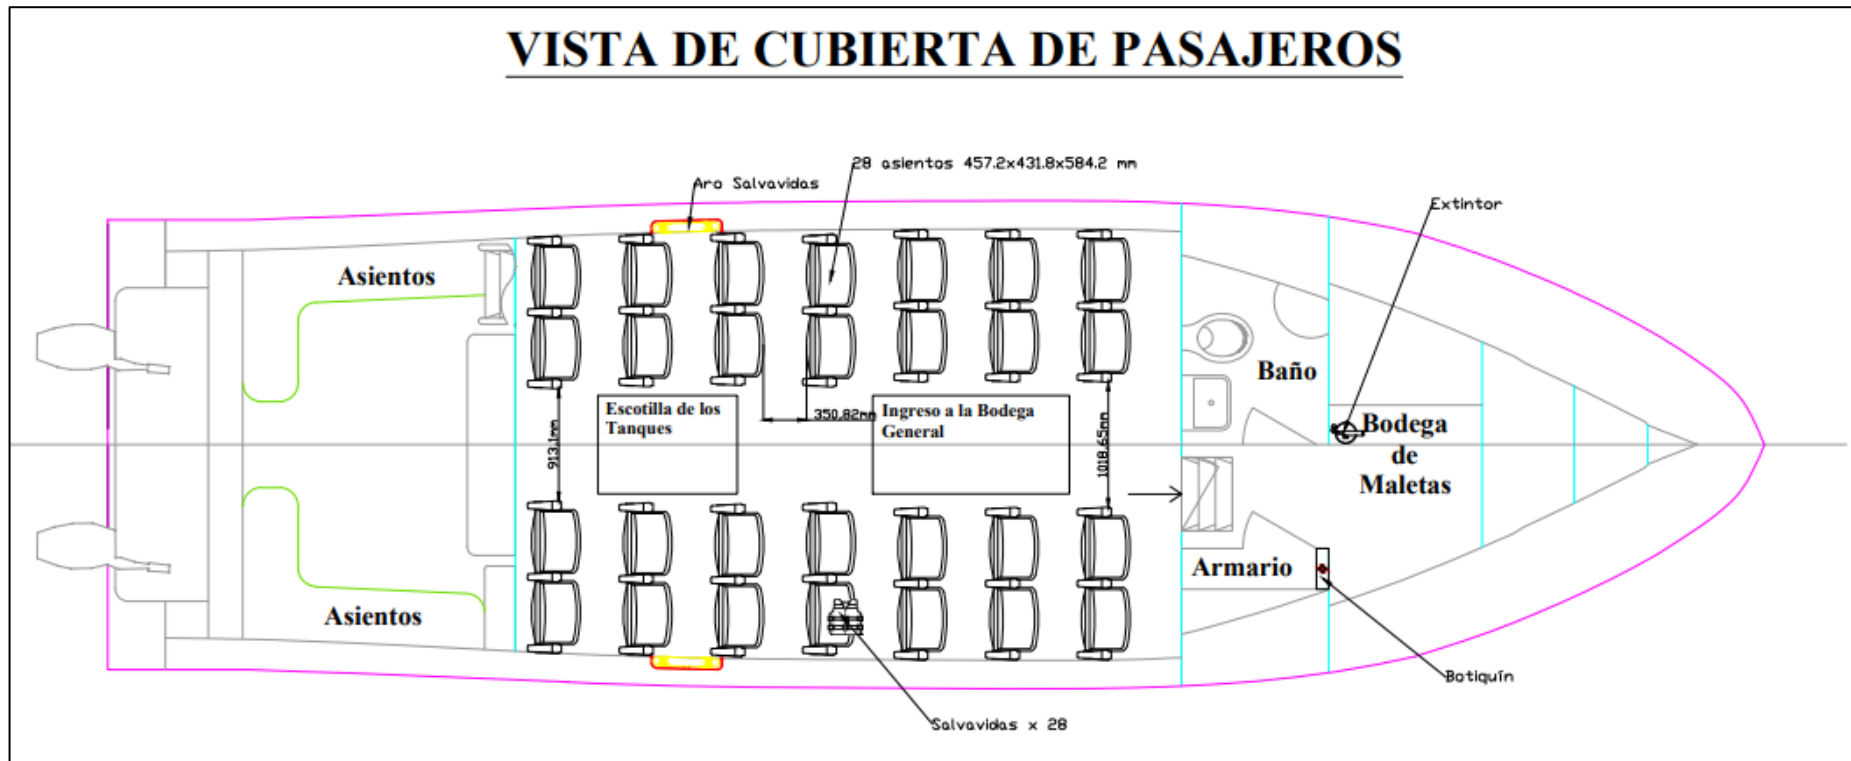 VISTA DE CUBIERTA DE PASAJEROS
28 asientos 457.2x431.8x584.2 mm
Aro Salvavidas
Extintor
Asientos
Baño
Escotilla de los
Tanques
350,82mm
Ingreso a la Bodega
General
913,1mm
1018,65mm
Bodega
de
Maletas
Armario
Asientos
Botiquín
Salvavidas x 28